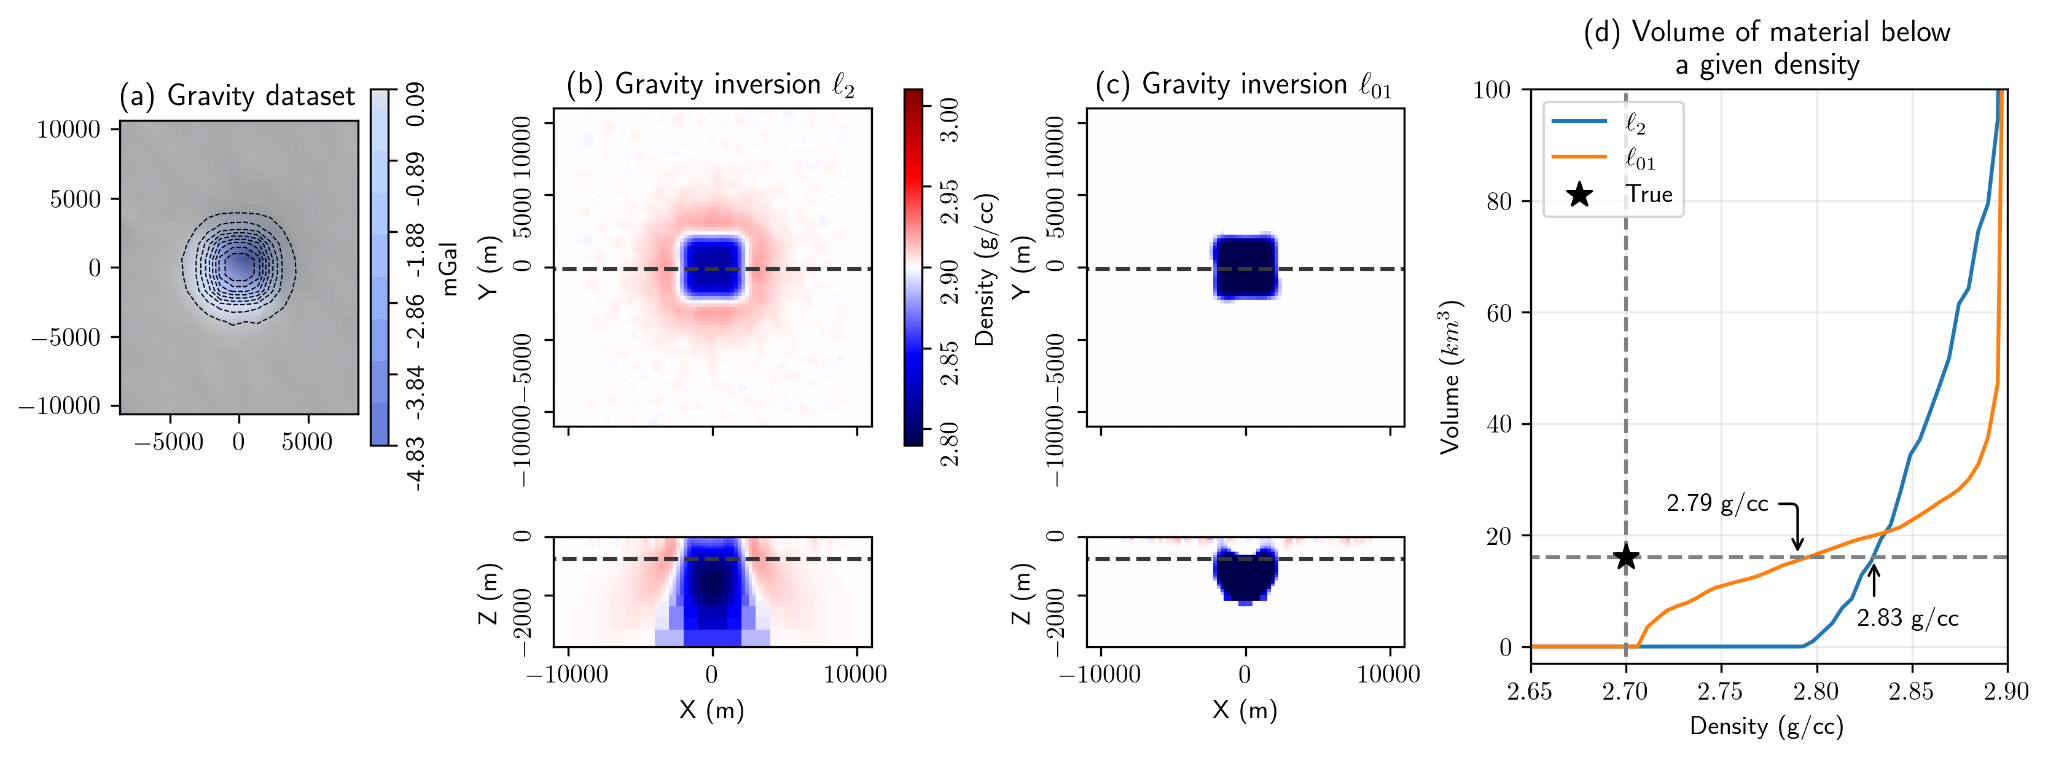 (a) Gravity dataset
10000
5000
0
−5000
−10000
−5000 0 5000
0.09
-0.89
-1.88
-2.86
-3.84
-4.83
mGal
(b) Gravity inversion ℓ2
Y (m)
10000
5000
0
−5000
−10000
3.00
2.95
2.90
2.85
2.80
Density (g/cc)
Z (m)
0
−2000
−10000 0 10000
X (m)
(c) Gravity inversion ℓ01
Y (m)
10000
5000
0
−5000
−10000
Z (m)
0
−2000
−10000 0 10000
X (m)
(d) Volume of material below
a given density
ℓ2
ℓ01
True
Volume (km³)
100
80
60
40
20
0
2.79 g/cc
2.83 g/cc
2.65 2.70 2.75 2.80 2.85 2.90
Density (g/cc)